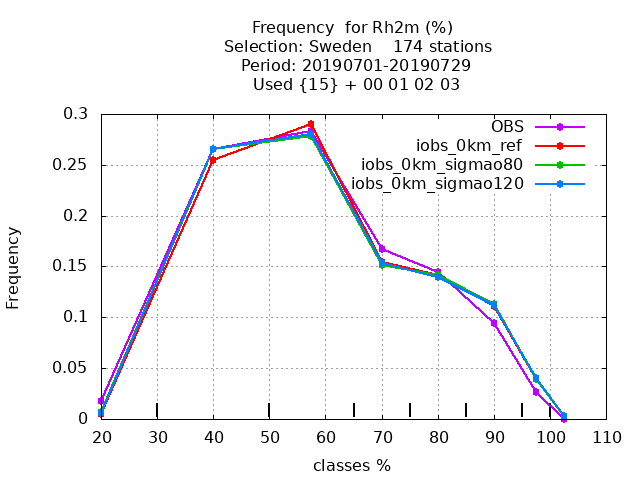 Frequency  for Rh2m (%)
Selection: Sweden    174 stations
Period: 20190701-20190729
Used {15} + 00 01 02 03
OBS
iobs_0km_ref
iobs_0km_sigmao80
iobs_0km_sigmao120
0.3
0.25
0.2
0.15
0.1
0.05
0
Frequency
20 30 40 50 60 70 80 90 100 110
classes %